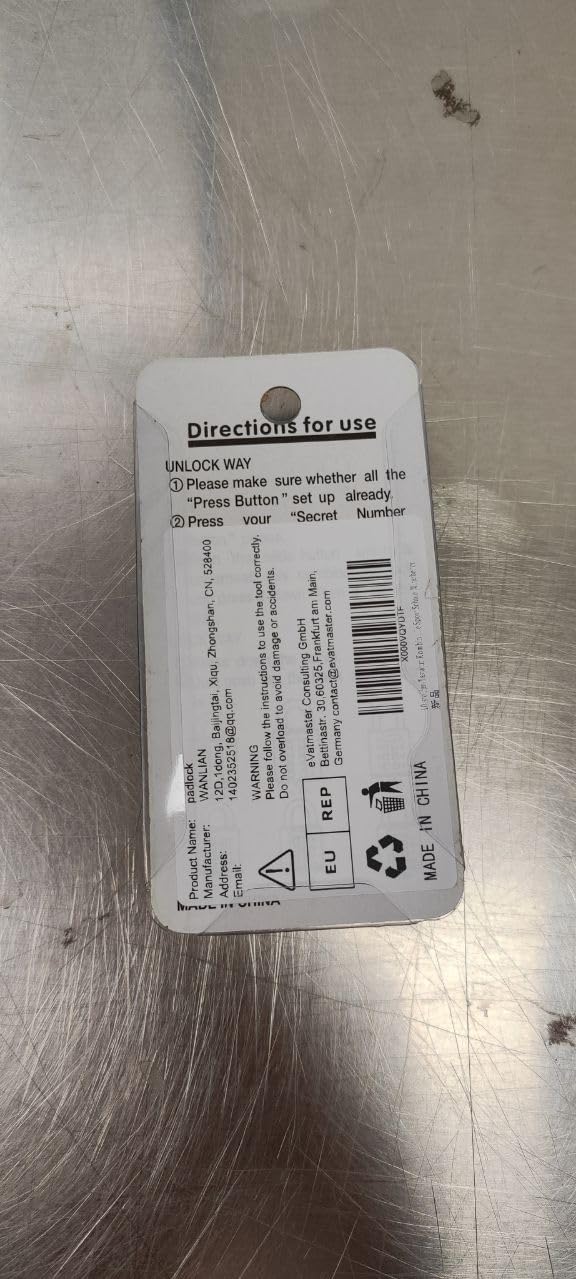 Directions for use
UNLOCK WAY
① Please make sure whether all the
"Press Button" set up already.
② Press your "Secret Number
Product Name: padlock
Manufacturer: WANLIAN
Address: 12D,1dong, Baijingtai, Xiqu, Zhongshan, CN, 528400
Email: 1402352518@qq.com
WARNING
Please follow the instructions to use the tool correctly.
Do not overload to avoid damage or accidents.
EU REP
eVatmaster Consulting GmbH
Bettinastr. 30,60325,Frankfurt am Main,
Germany contact@evatmaster.com
X000VQYDTF
新品
MADE IN CHINA
MADE IN CHINA